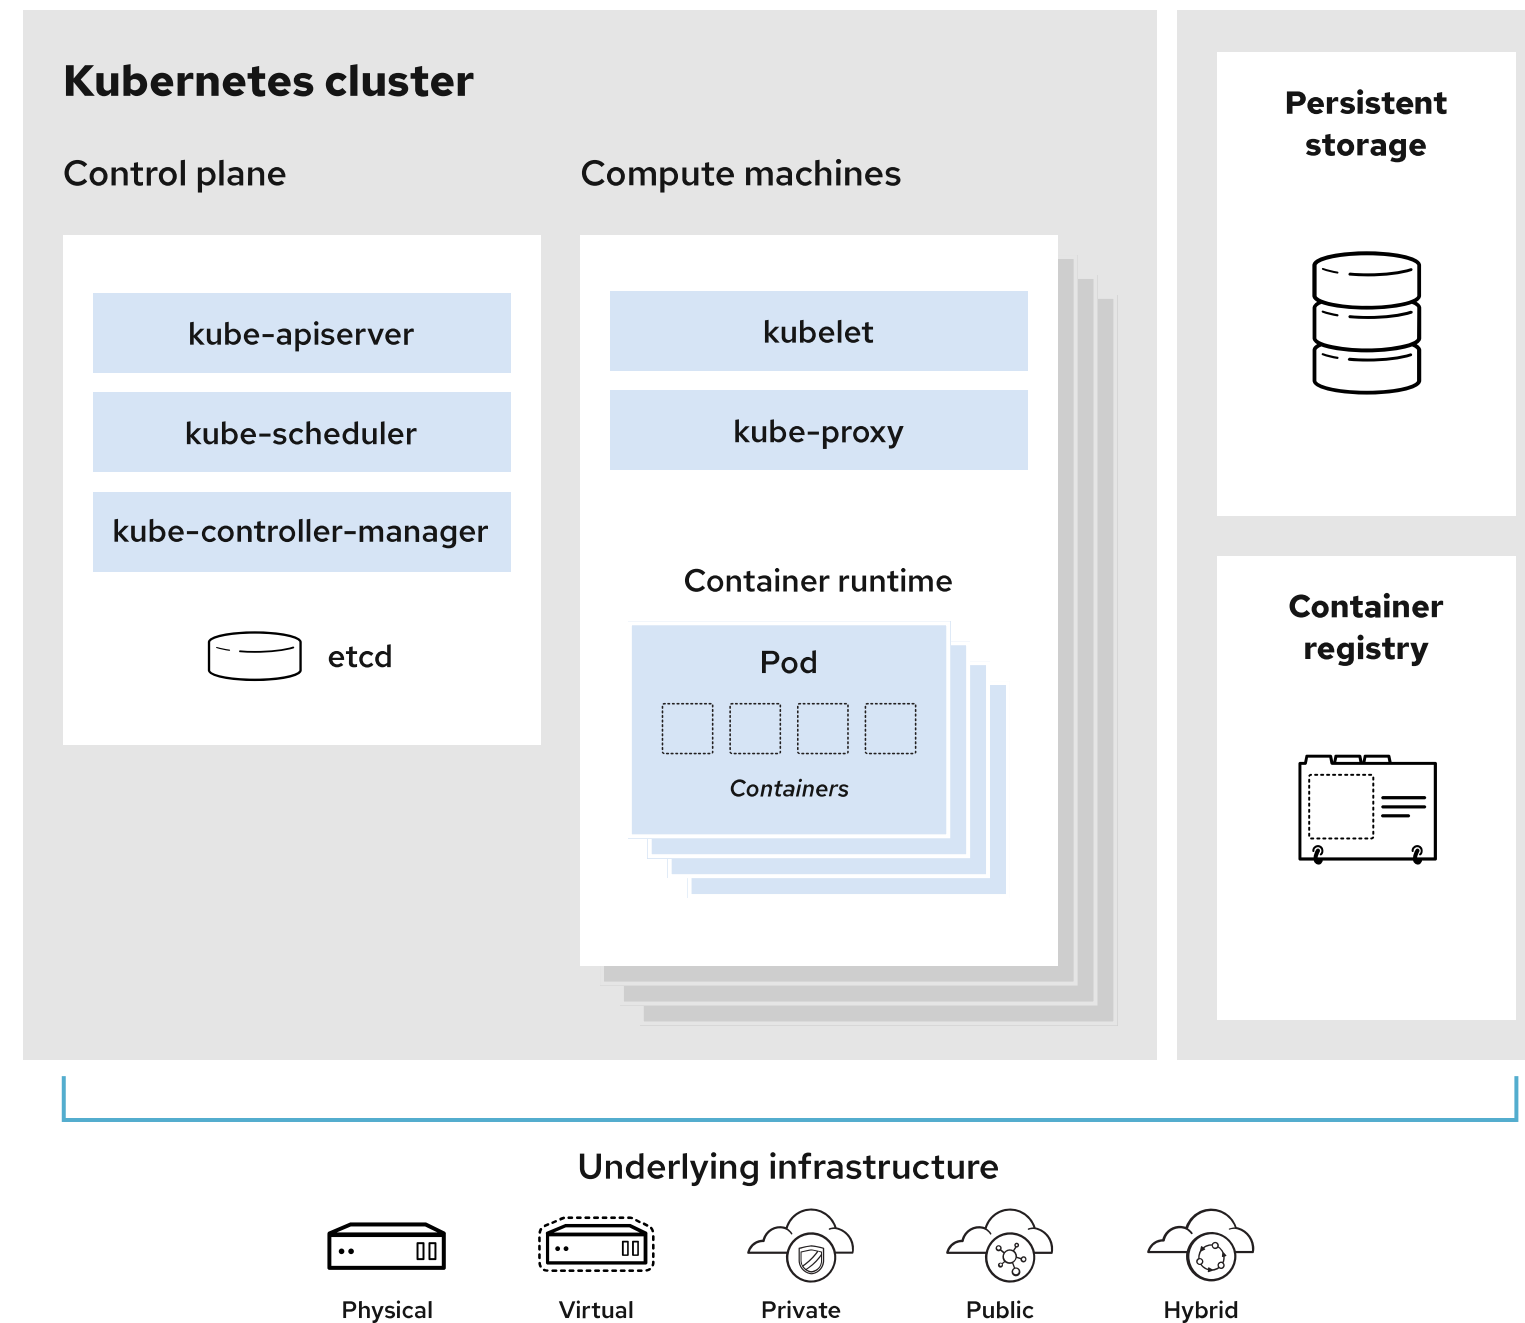 Kubernetes cluster
Control plane
kube-apiserver
kube-scheduler
kube-controller-manager
etcd
Compute machines
kubelet
kube-proxy
Container runtime
Pod
Containers
Persistent
storage
Container
registry
Underlying infrastructure
Physical
Virtual
Private
Public
Hybrid